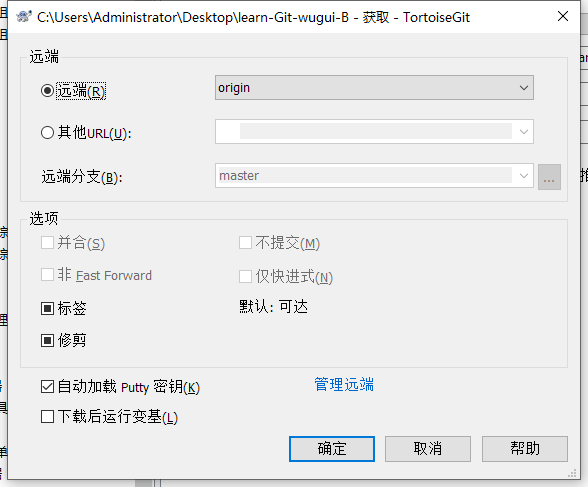 C:\Users\Administrator\Desktop\learn-Git-wugui-B - 获取 - TortoiseGit
远端
远端(R)
origin
其他URL(U):
远端分支(B):
master
...
选项
并合(S)
不提交(M)
非 Fast Forward
仅快进式(N)
标签
默认: 可达
修剪
自动加载 Putty 密钥(K)
管理远端
下载后运行变基(L)
确定
取消
帮助